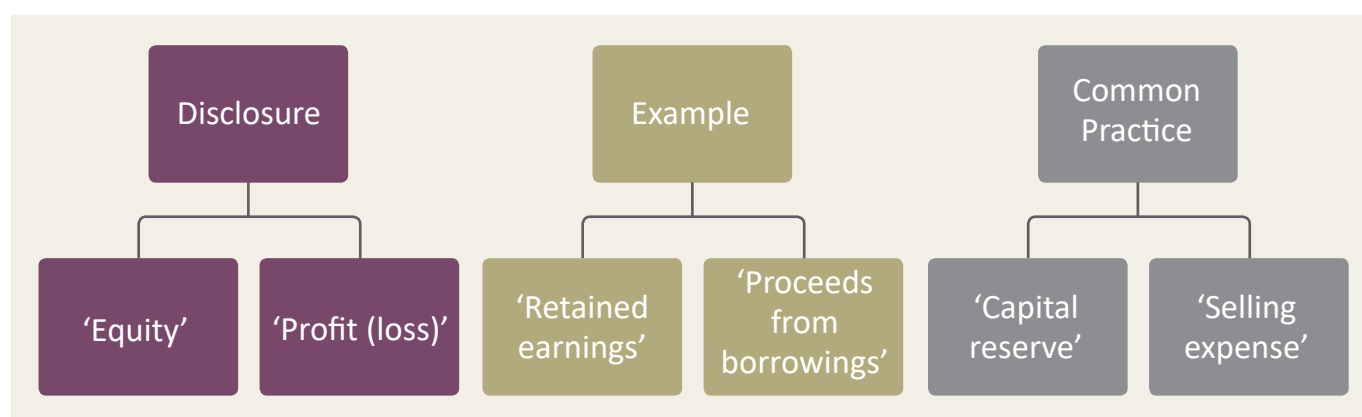 Disclosure
Example
Common
Practice
‘Equity’
‘Profit (loss)’
‘Retained
earnings’
‘Proceeds
from
borrowings’
‘Capital
reserve’
‘Selling
expense’